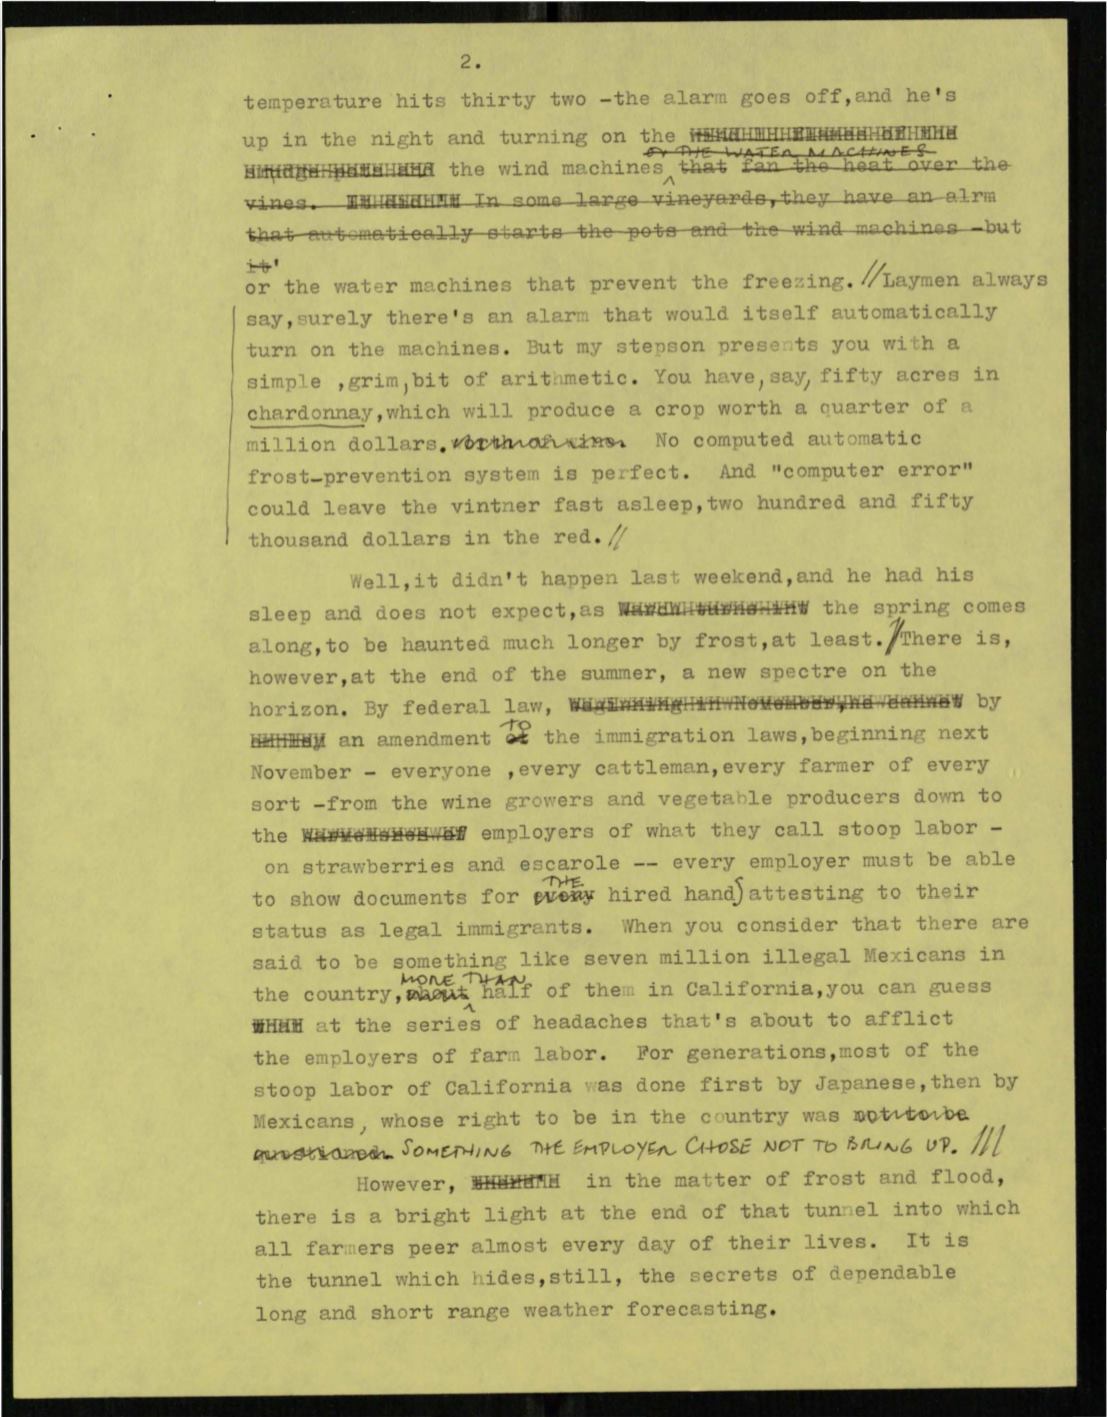 2.
temperature hits thirty two -the alarm goes off,and he's
up in the night and turning on the
OR THE WATER MACHINES
the wind machines that fan the heat over the
vines. In some large vineyards,they have an alrm
that automatically starts the pots and the wind machines -but
it'
or the water machines that prevent the freezing. //Laymen always
say,surely there's an alarm that would itself automatically
turn on the machines. But my stepson presents you with a
simple ,grim,bit of arithmetic. You have,say, fifty acres in
chardonnay,which will produce a crop worth a quarter of a
million dollars. worth of wine. No computed automatic
frost-prevention system is perfect. And "computer error"
could leave the vintner fast asleep,two hundred and fifty
thousand dollars in the red. //
Well,it didn't happen last weekend,and he had his
sleep and does not expect,as the spring comes
along,to be haunted much longer by frost,at least. //There is,
however,at the end of the summer, a new spectre on the
horizon. By federal law, by
TO
an amendment of the immigration laws,beginning next
November - everyone ,every cattleman,every farmer of every
sort -from the wine growers and vegetable producers down to
the employers of what they call stoop labor -
on strawberries and escarole -- every employer must be able
THE
to show documents for every hired handS attesting to their
status as legal immigrants. When you consider that there are
said to be something like seven million illegal Mexicans in
MORE THAN
the country,about half of them in California,you can guess
at the series of headaches that's about to afflict
the employers of farm labor. For generations,most of the
stoop labor of California was done first by Japanese,then by
Mexicans, whose right to be in the country was not to be
questioned. SOMETHING THE EMPLOYER CHOSE NOT TO BRING UP. ///
However, in the matter of frost and flood,
there is a bright light at the end of that tunnel into which
all farmers peer almost every day of their lives. It is
the tunnel which hides,still, the secrets of dependable
long and short range weather forecasting.